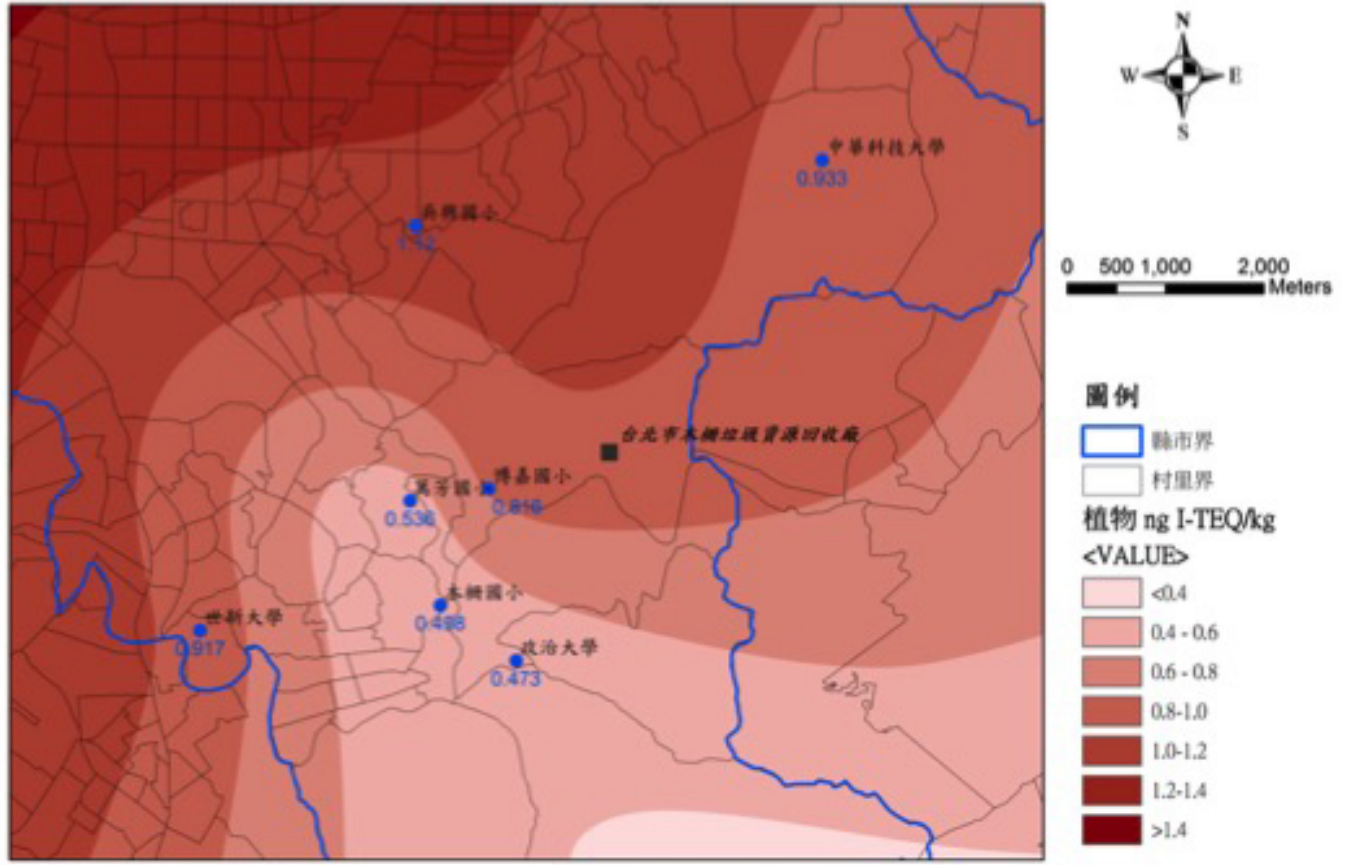 N
W E
S
中華科技大學
0.933
吳興國小
1.12
0 500 1,000 2,000
Meters
圖例
台北市木柵垃圾資源回收廠
縣市界
博嘉國小
萬芳國小
0.816
村里界
0.536
植物 ng I-TEQ/kg
<VALUE>
木柵國小
<0.4
0.498
世新大學
0.917
0.4 - 0.6
政治大學
0.473
0.6 - 0.8
0.8-1.0
1.0-1.2
1.2-1.4
>1.4